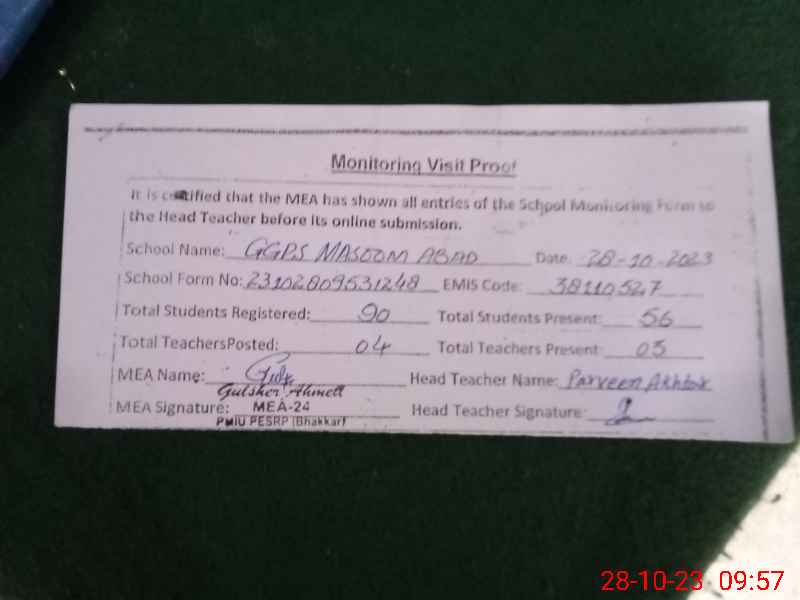 Monitoring Visit Proof
It is certified that the MEA has shown all entries of the School Monitoring Form to
the Head Teacher before its online submission.
School Name: GGPS MASOOM ABAD Date: 28-10-2023
School Form No: 23102809531248 EMIS Code: 38110527
Total Students Registered: 90 Total Students Present: 56
Total TeachersPosted: 04 Total Teachers Present: 03
MEA Name: Head Teacher Name: Parveen Akhtar
Gulsher Ahmed
MEA Signature: MEA-24 Head Teacher Signature:
PMIU PESRP (Bhakkar)
28-10-23 09:57